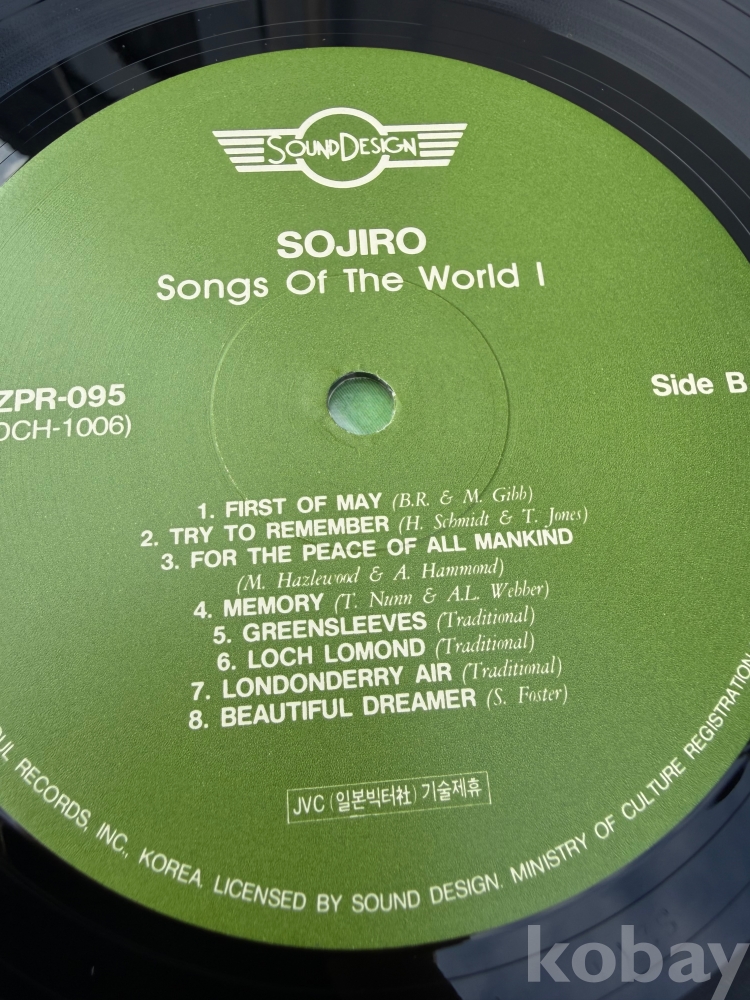 SOUNDDESIGN
SOJIRO
Songs Of The World I
ZPR-095
Side B
DCH-1006)
1. FIRST OF MAY (B.R. & M. Gibb)
2. TRY TO REMEMBER (H. Schmidt & T. Jones)
3. FOR THE PEACE OF ALL MANKIND
(M. Hazlewood & A. Hammond)
4. MEMORY (T. Nunn & A.L. Webber)
5. GREENSLEEVES (Traditional)
6. LOCH LOMOND (Traditional)
7. LONDONDERRY AIR (Traditional)
8. BEAUTIFUL DREAMER (S. Foster)
JVC (일본빅터社) 기술제휴
RECORDS, INC., KOREA. LICENSED BY SOUND DESIGN. MINISTRY OF CULTURE REGISTRATION
kobay